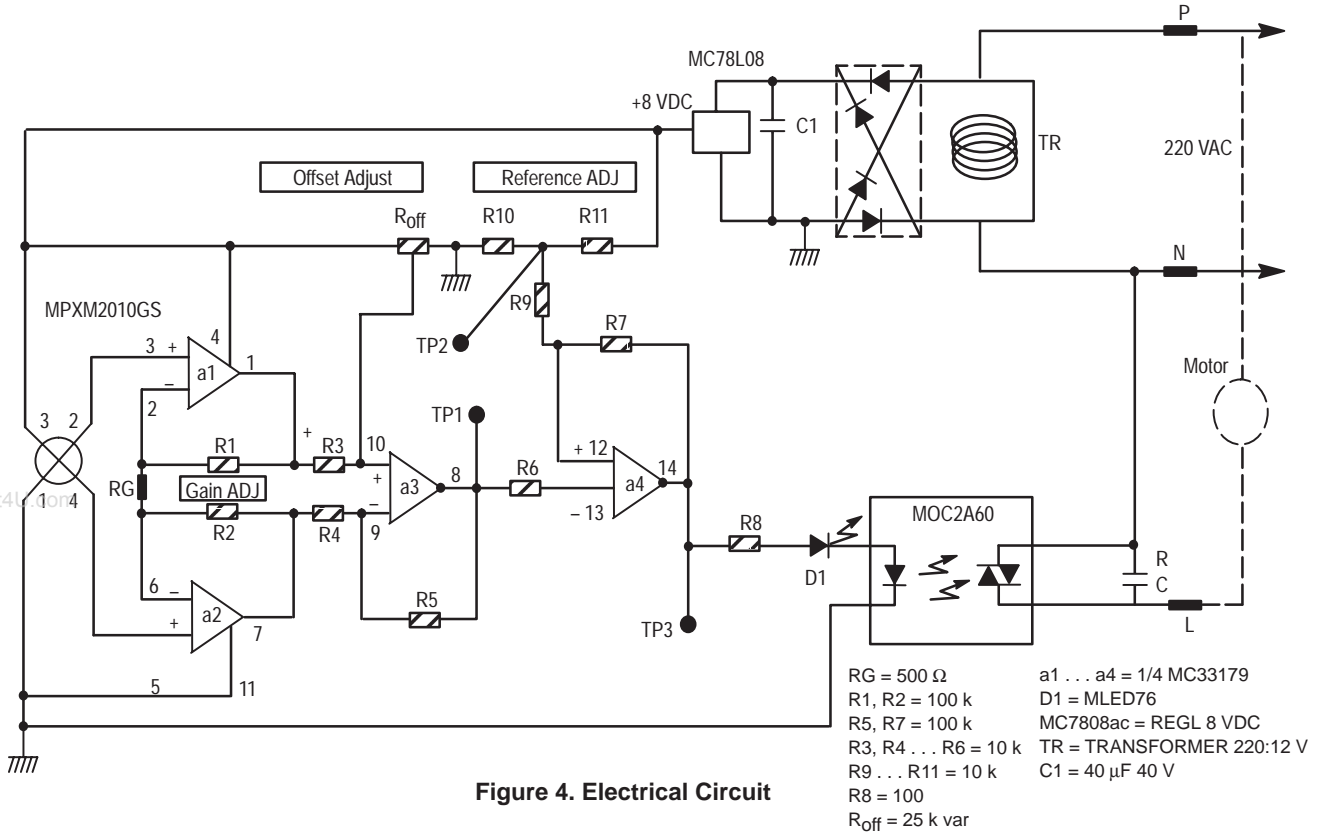 P
MC78L08
+8 VDC
C1
TR
220 VAC
Offset Adjust
Reference ADJ
Roff
R10
R11
N
MPXM2010GS
R9
R7
TP2
3 +
4
a1
1
–
2
Motor
3
2
TP1
+
R1
R3
10
+ 12
14
R6
a4
RG
Gain ADJ
+
a3
8
–
– 13
c4U.com
1
4
R2
R4
9
R8
MOC2A60
D1
R
C
6 –
a2
R5
+
7
TP3
L
5
11
RG = 500 Ω
R1, R2 = 100 k
R5, R7 = 100 k
R3, R4 . . . R6 = 10 k
R9 . . . R11 = 10 k
R8 = 100
Roff = 25 k var
a1 . . . a4 = 1/4 MC33179
D1 = MLED76
MC7808ac = REGL 8 VDC
TR = TRANSFORMER 220:12 V
C1 = 40 μF 40 V
Figure 4. Electrical Circuit